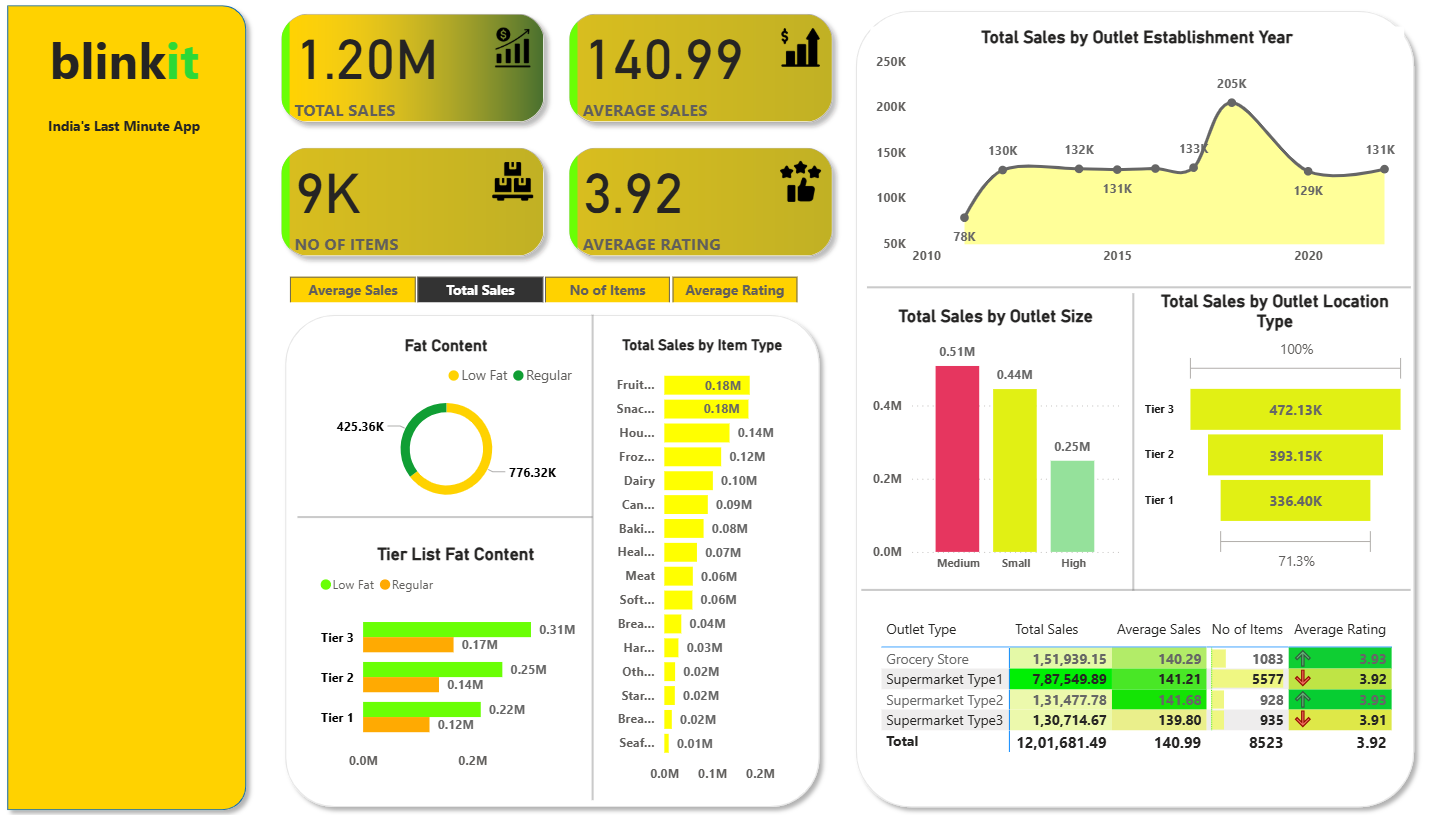 blinkit
India's Last Minute App
1.20M
TOTAL SALES
140.99
AVERAGE SALES
9K
NO OF ITEMS
3.92
AVERAGE RATING
Average Sales
Total Sales
No of Items
Average Rating
Fat Content
Low Fat Regular
425.36K
776.32K
Tier List Fat Content
Low Fat Regular
Tier 3 0.31M
0.17M
Tier 2 0.25M
0.14M
Tier 1 0.22M
0.12M
0.0M 0.2M
Total Sales by Item Type
Fruit... 0.18M
Snac... 0.18M
Hou... 0.14M
Froz... 0.12M
Dairy 0.10M
Can... 0.09M
Baki... 0.08M
Heal... 0.07M
Meat 0.06M
Soft... 0.06M
Brea... 0.04M
Har... 0.03M
Oth... 0.02M
Star... 0.02M
Brea... 0.02M
Seaf... 0.01M
0.0M 0.1M 0.2M
Total Sales by Outlet Establishment Year
250K
200K
150K
100K
50K
78K
130K
132K
131K
133K
205K
129K
131K
2010 2015 2020
Total Sales by Outlet Size
0.51M
0.44M
0.25M
0.4M
0.2M
0.0M
Medium Small High
Total Sales by Outlet Location
Type
100%
Tier 3 472.13K
Tier 2 393.15K
Tier 1 336.40K
71.3%
Outlet Type Total Sales Average Sales No of Items Average Rating
Grocery Store 1,51,939.15 140.29 1083 3.93
Supermarket Type1 7,87,549.89 141.21 5577 3.92
Supermarket Type2 1,31,477.78 141.68 928 3.93
Supermarket Type3 1,30,714.67 139.80 935 3.91
Total 12,01,681.49 140.99 8523 3.92